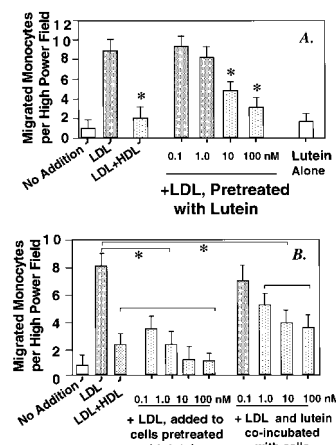 A.
Migrated Monocytes
per High Power Field
12
10
8
6
4
2
0
*
*
*
No Addition
LDL
LDL+HDL
0.1 1.0 10 100 nM
Lutein
Alone
+LDL, Pretreated
with Lutein
B.
Migrated Monocytes
per High Power Field
10
8
6
4
2
0
*
*
No Addition
LDL
LDL+HDL
0.1 1.0 10 100 nM
0.1 1.0 10 100 nM
+ LDL, added to
cells pretreated
+ LDL and lutein
co-incubated